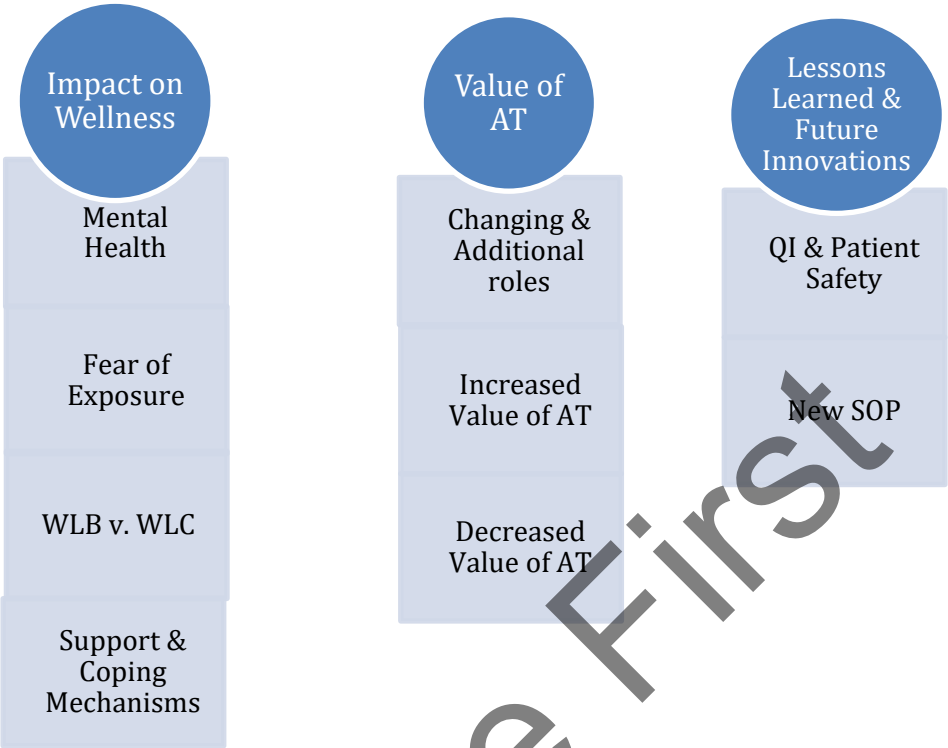 Impact on
Wellness
Mental
Health
Fear of
Exposure
WLB v. WLC
Support &
Coping
Mechanisms
Value of
AT
Changing &
Additional
roles
Increased
Value of AT
Decreased
Value of AT
Lessons
Learned &
Future
Innovations
QI & Patient
Safety
New SOP
First